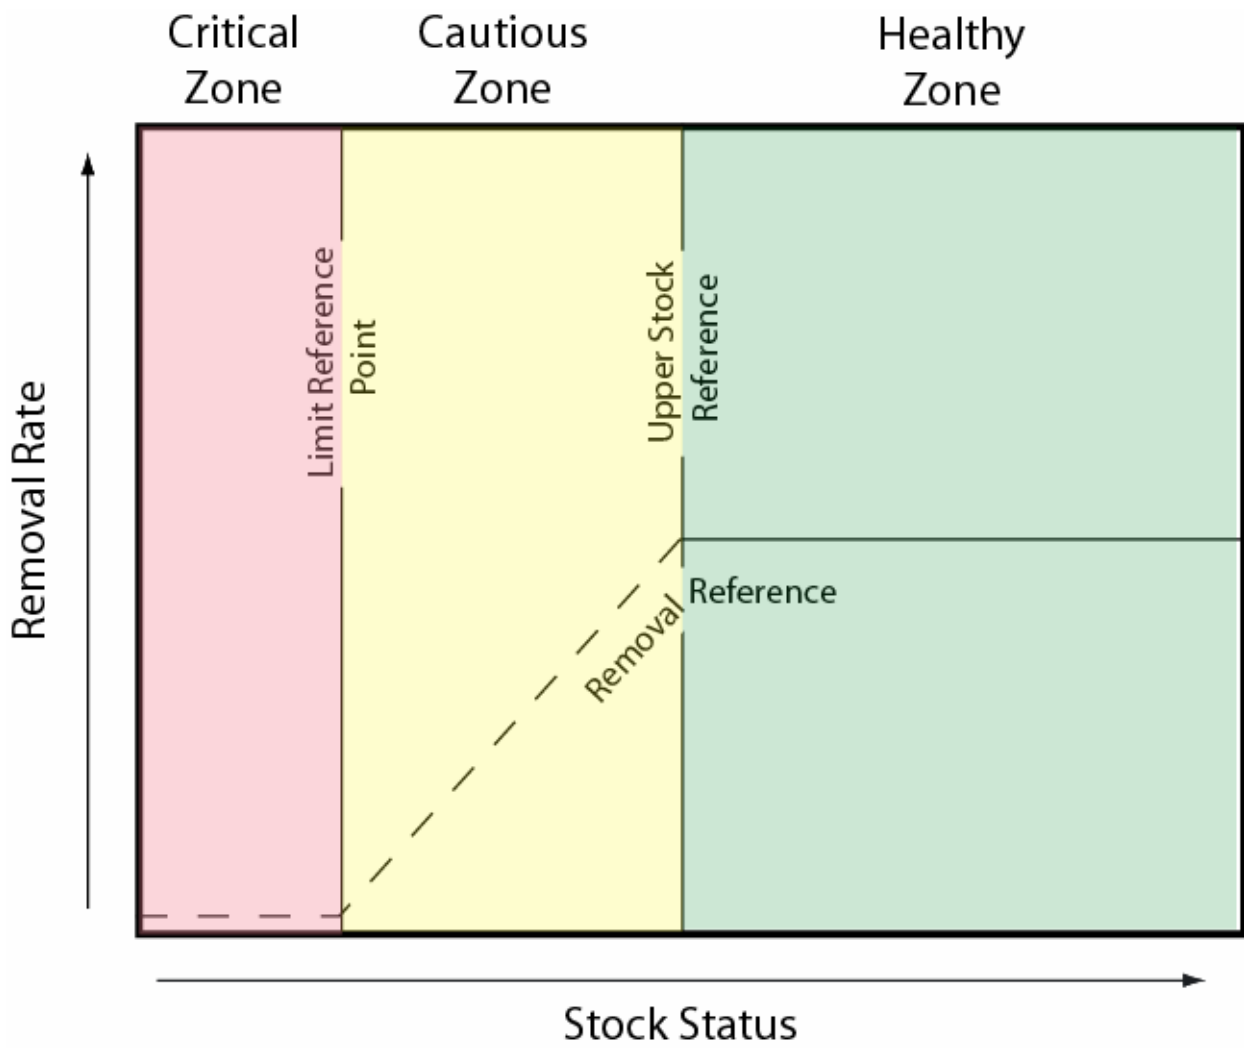 Critical
Zone
Cautious
Zone
Healthy
Zone
Removal Rate
Limit Reference
Point
Upper Stock
Reference
Removal
Reference
Stock Status